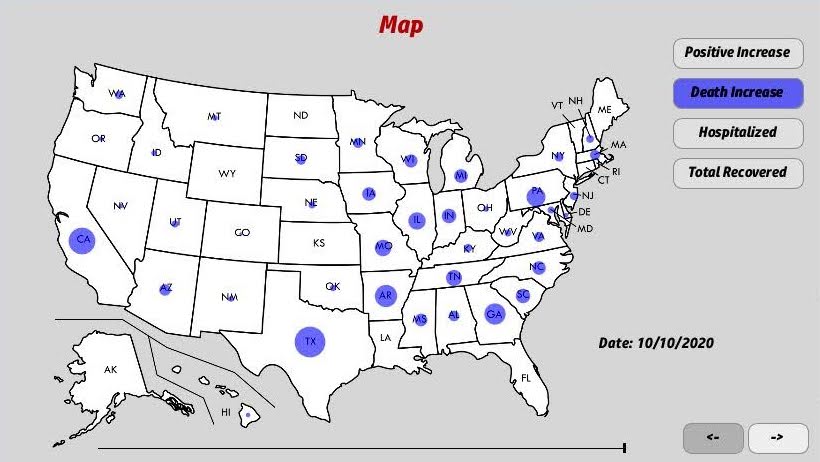 Map
Positive Increase
Death Increase
Hospitalized
Total Recovered
WA
MT
ND
MN
OR
ID
SD
WI
MI
NY
VT
NH
ME
MA
RI
CT
WY
IA
PA
NJ
DE
MD
NV
UT
NE
IL
IN
OH
CA
GO
KS
MO
KY
WV
VA
AZ
NM
OK
AR
TN
NC
SC
TX
LA
MS
AL
GA
FL
AK
HI
Date: 10/10/2020
<-
->